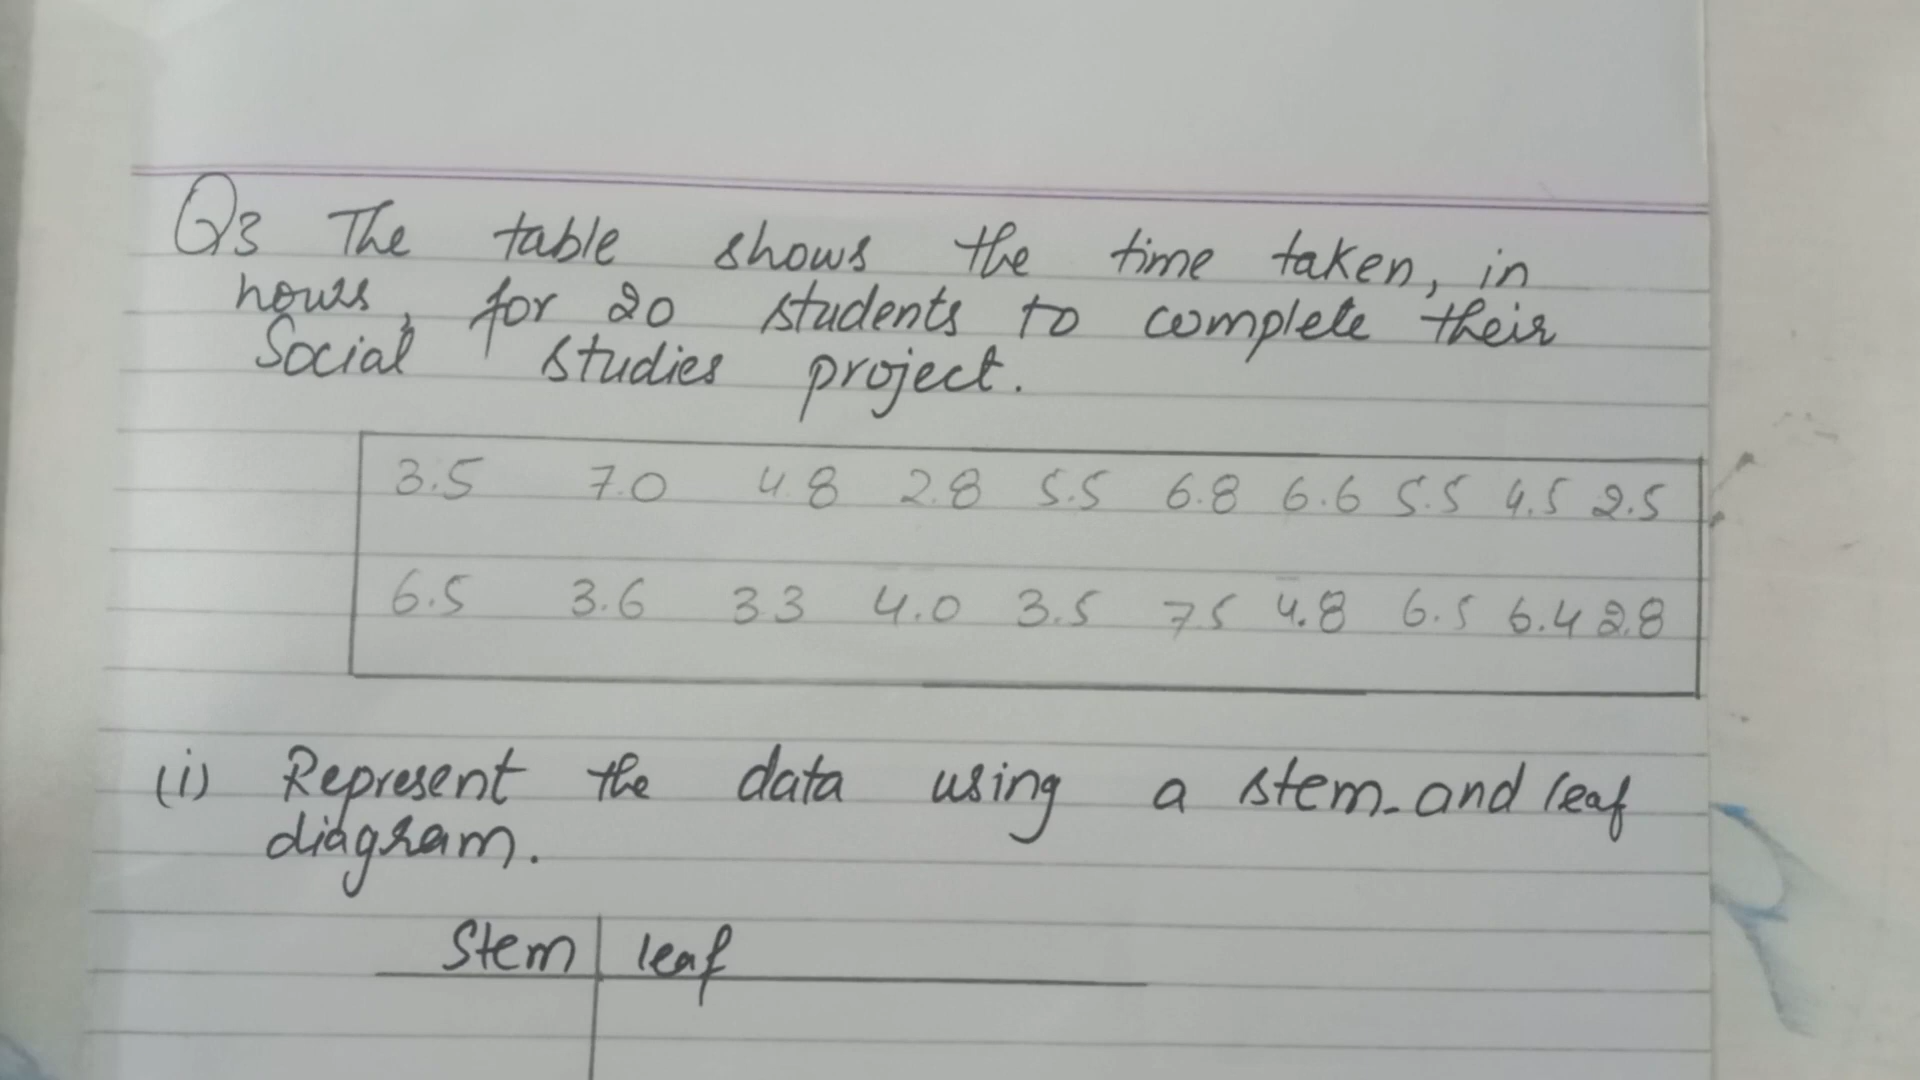 Q3 The table shows the time taken, in
hours, for 20 students to complete their
Social studies project.
3.5 7.0 4.8 2.8 5.5 6.8 6.6 5.5 4.5 2.5
6.5 3.6 3.3 4.0 3.5 7.5 4.8 6.5 6.4 2.8
(i) Represent the data using a stem-and leaf
diagram.
Stem leaf